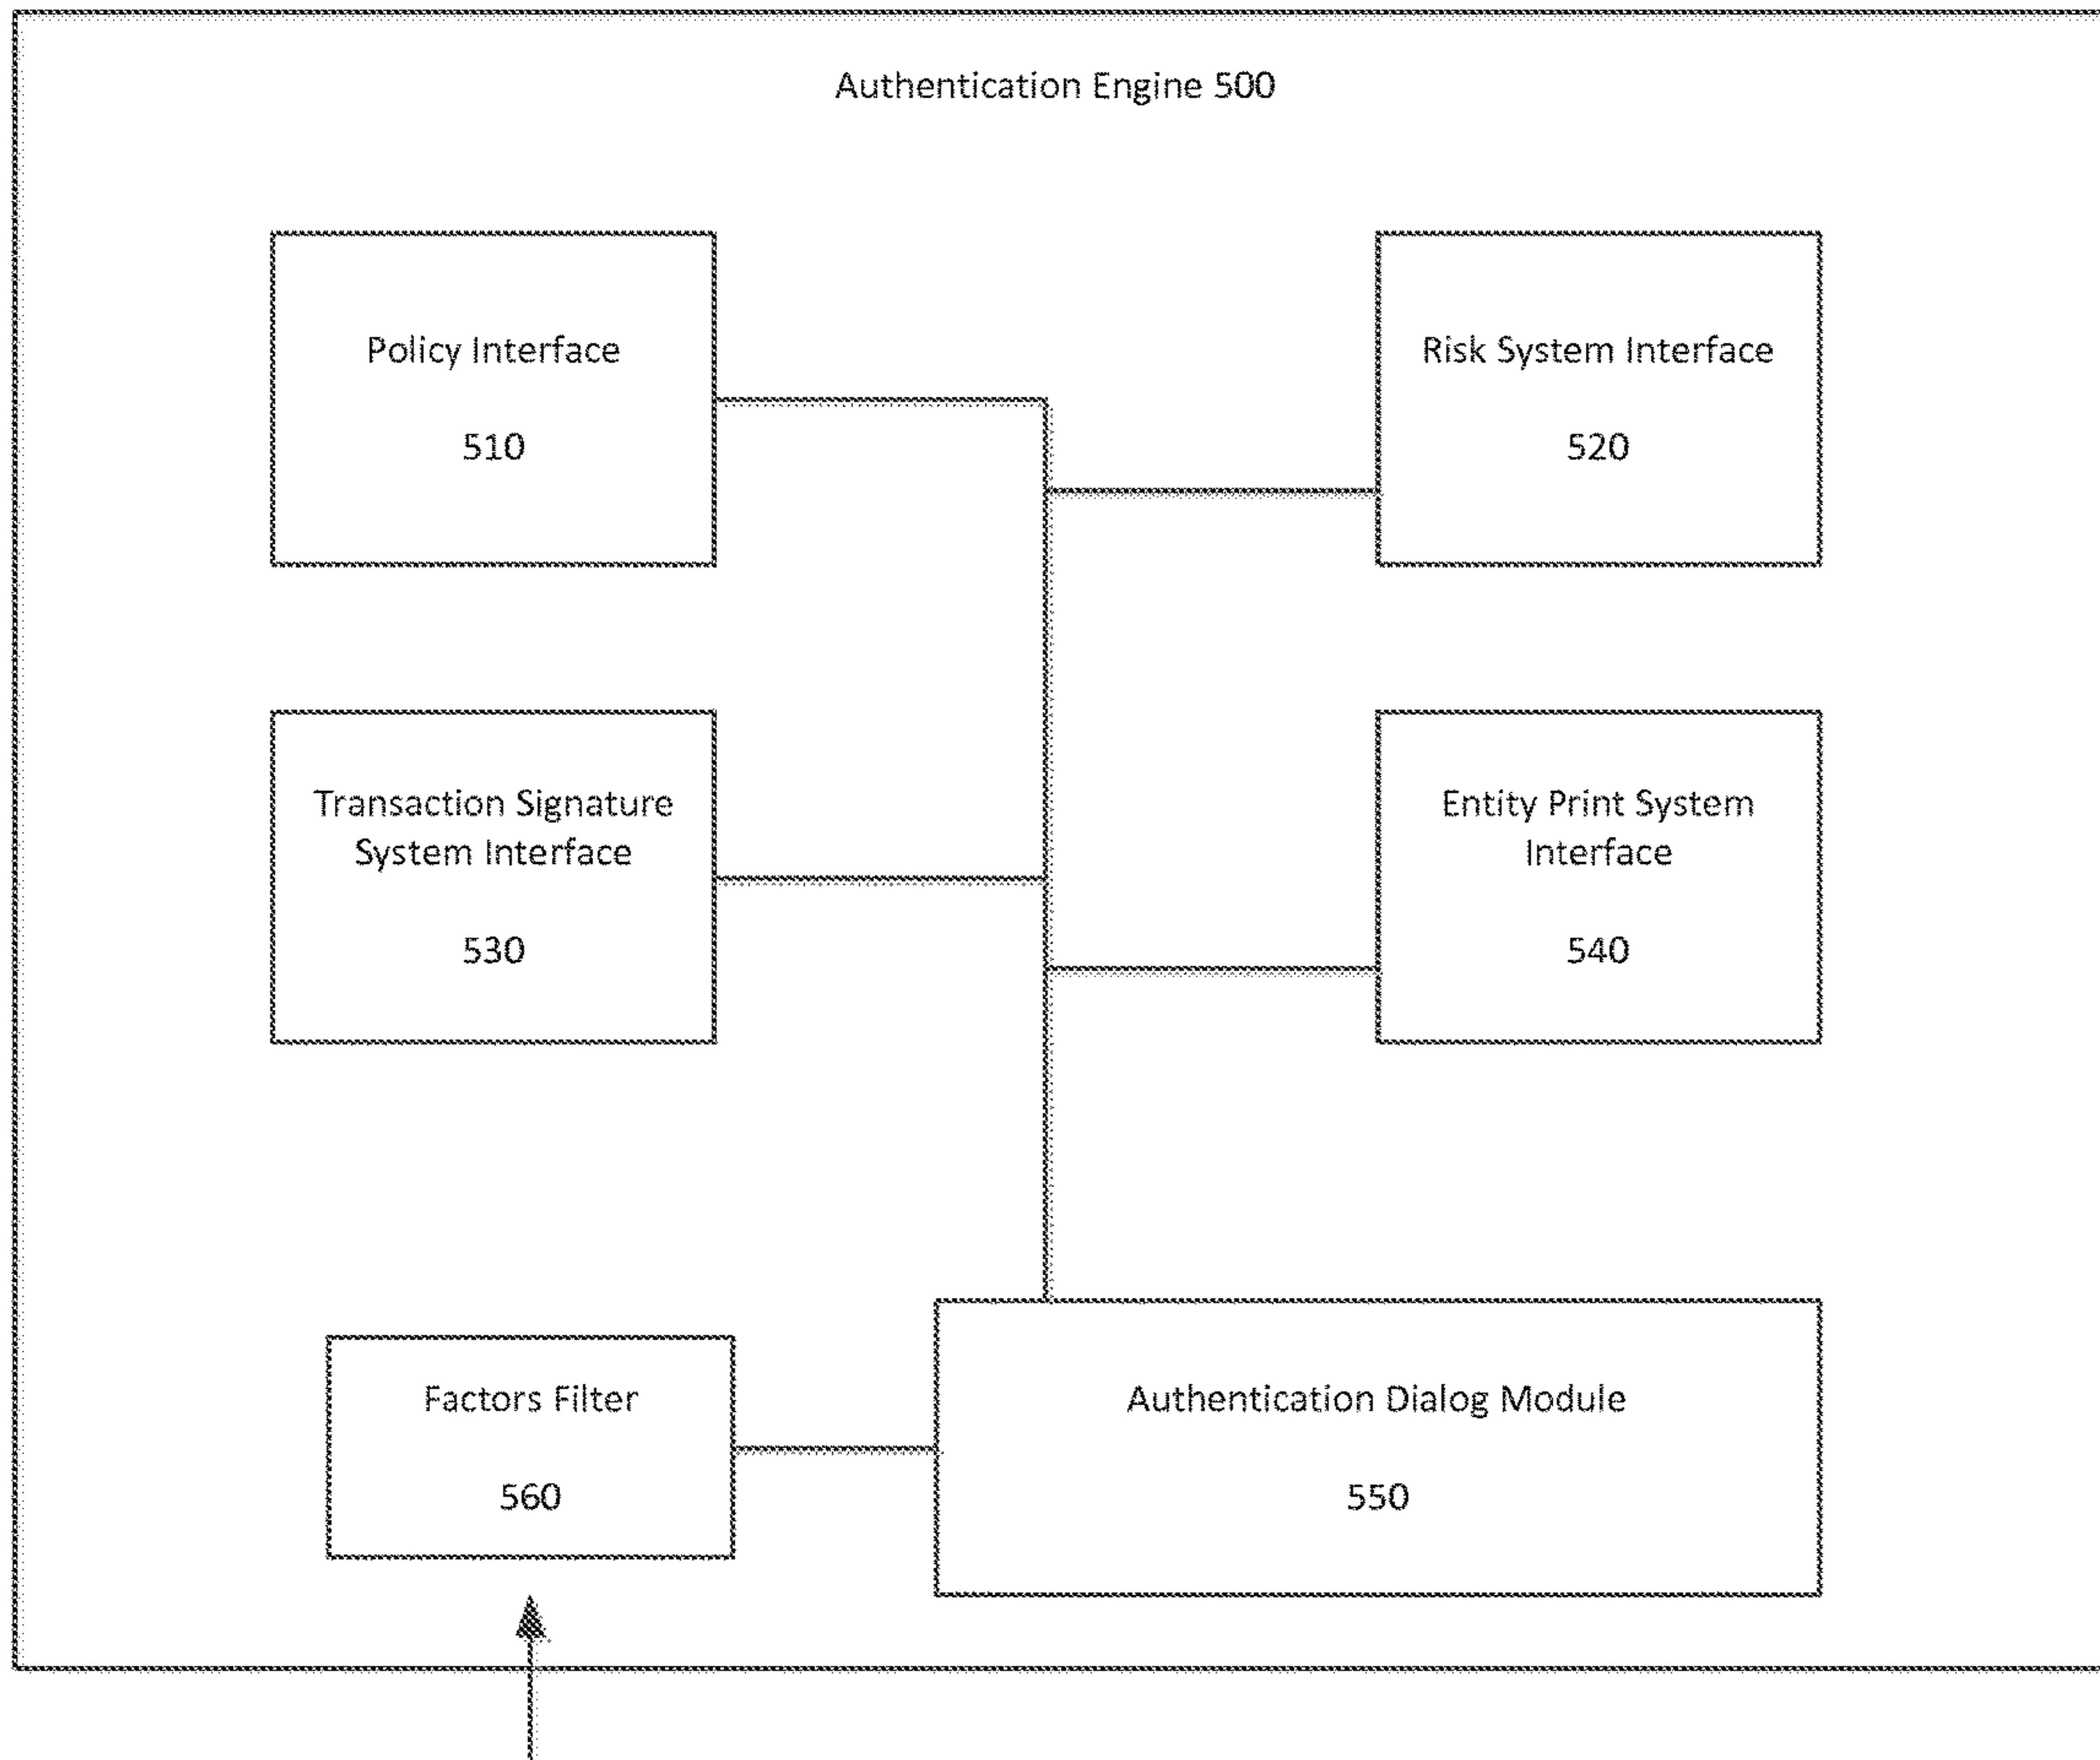 Authentication Engine 500
Policy Interface
510
Risk System Interface
520
Transaction Signature
System Interface
530
Entity Print System
Interface
540
Factors Filter
560
Authentication Dialog Module
550